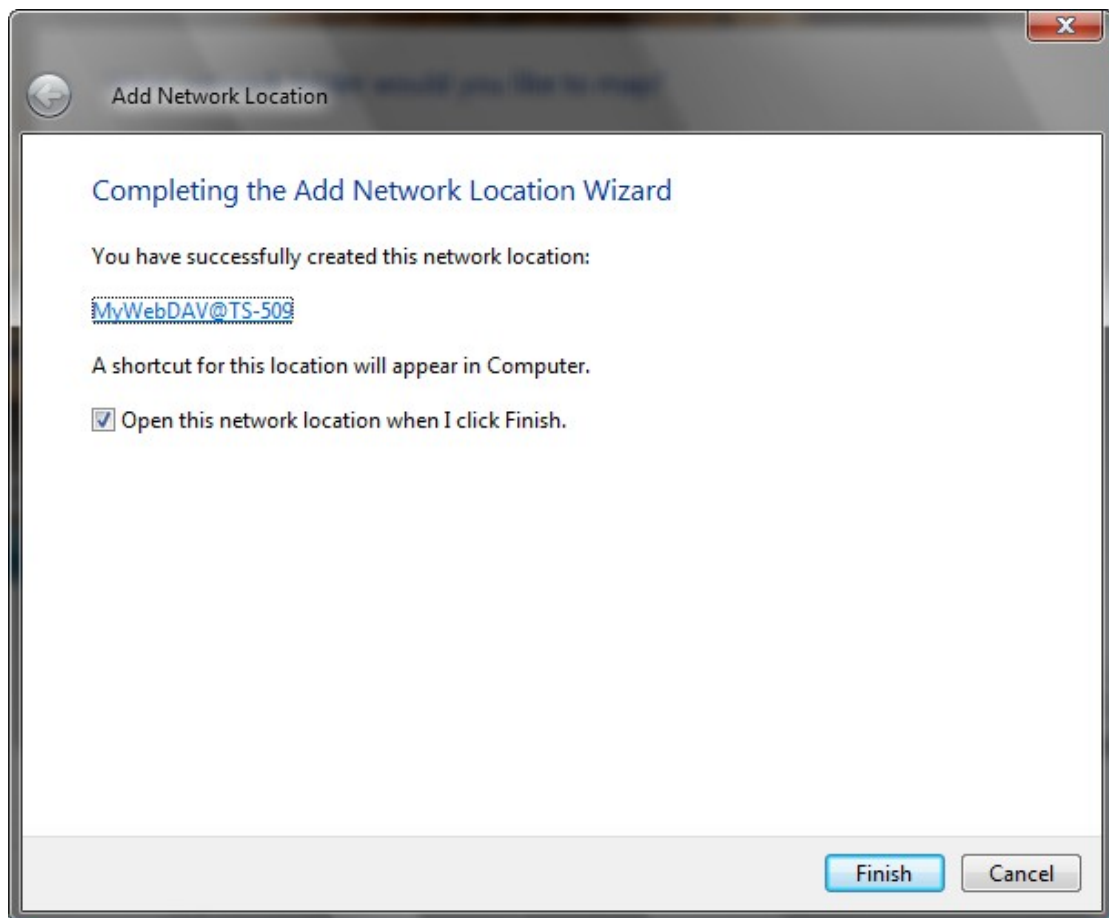 Add Network Location
Completing the Add Network Location Wizard
You have successfully created this network location:
MyWebDAV@TS-509
A shortcut for this location will appear in Computer.
Open this network location when I click Finish.
Finish
Cancel